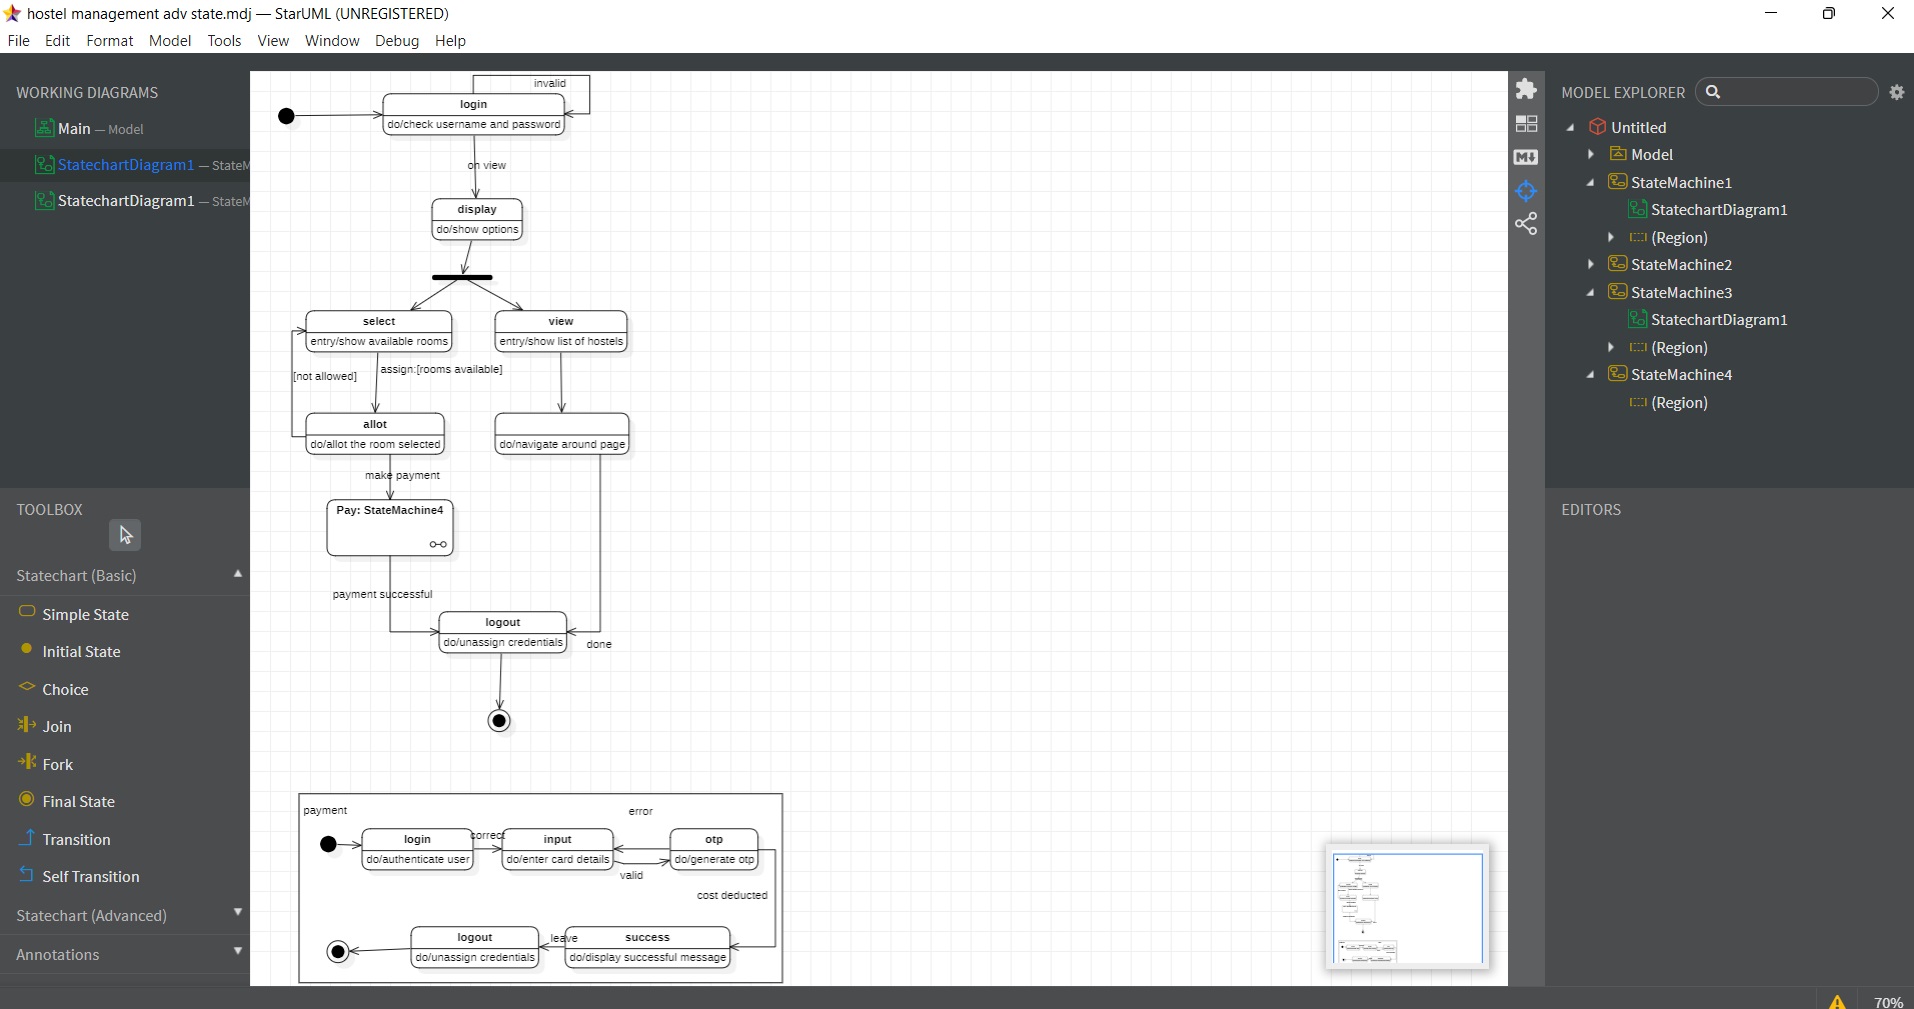 hostel management adv state.mdj — StarUML (UNREGISTERED)
File Edit Format Model Tools View Window Debug Help
WORKING DIAGRAMS
Main — Model
StatechartDiagram1 — StateM
StatechartDiagram1 — StateM
TOOLBOX
Statechart (Basic)
Simple State
Initial State
Choice
Join
Fork
Final State
Transition
Self Transition
Statechart (Advanced)
Annotations
invalid
login
do/check username and password
on view
display
do/show options
select
entry/show available rooms
view
entry/show list of hostels
[not allowed]
assign:[rooms available]
allot
do/allot the room selected
do/navigate around page
make payment
Pay: StateMachine4
payment successful
logout
do/unassign credentials
done
payment
error
login
do/authenticate user
correct
input
do/enter card details
otp
do/generate otp
valid
cost deducted
logout
do/unassign credentials
leave
success
do/display successful message
MODEL EXPLORER
Untitled
Model
StateMachine1
StatechartDiagram1
(Region)
StateMachine2
StateMachine3
StatechartDiagram1
(Region)
StateMachine4
(Region)
EDITORS
70%